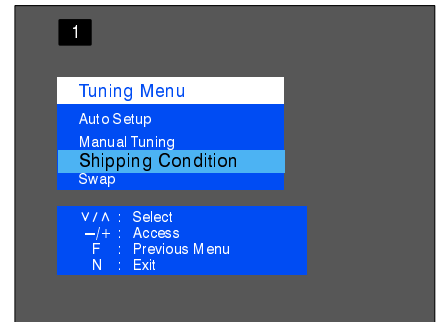 1
Tuning Menu
Auto Setup
Manual Tuning
Shipping Condition
Swap
∨/∧ : Select
–/+ : Access
F : Previous Menu
N : Exit